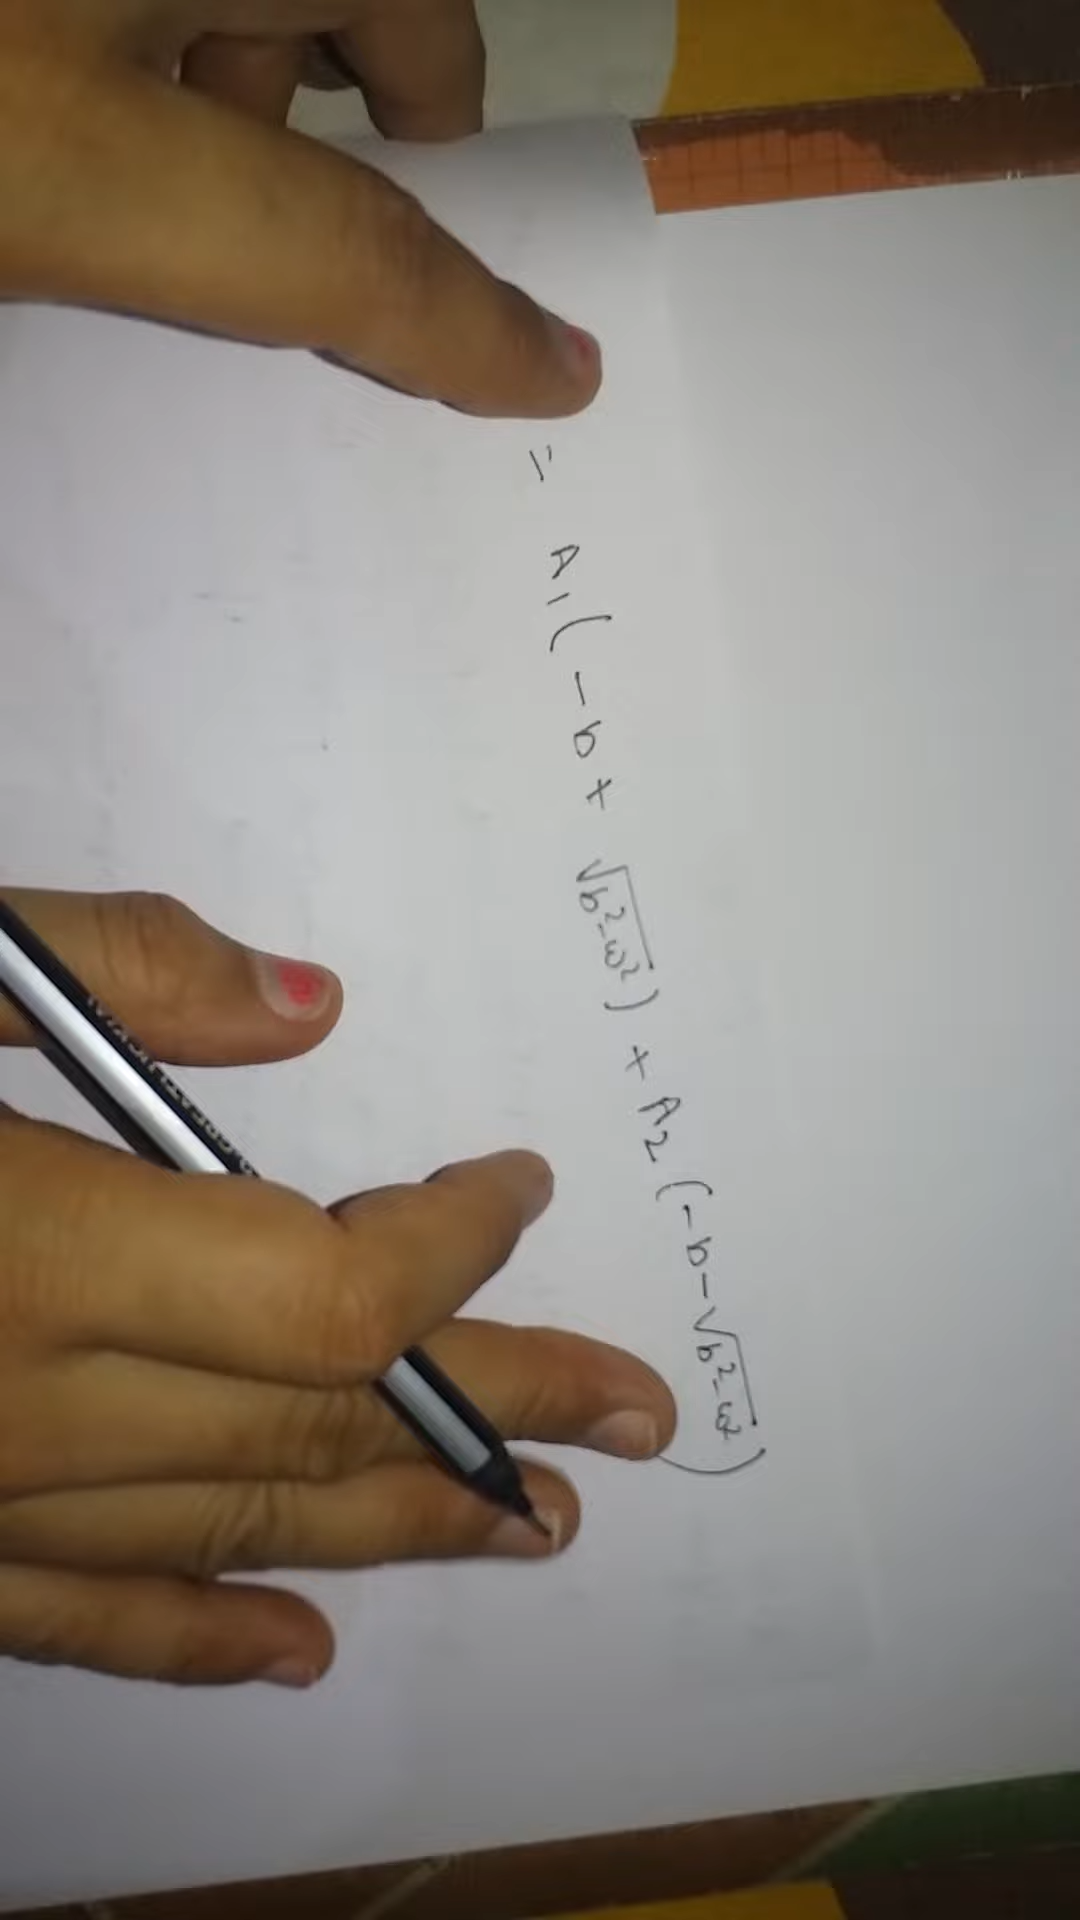 = A₁(-b + √b²-ω²) + A₂(-b-√b²-ω²)